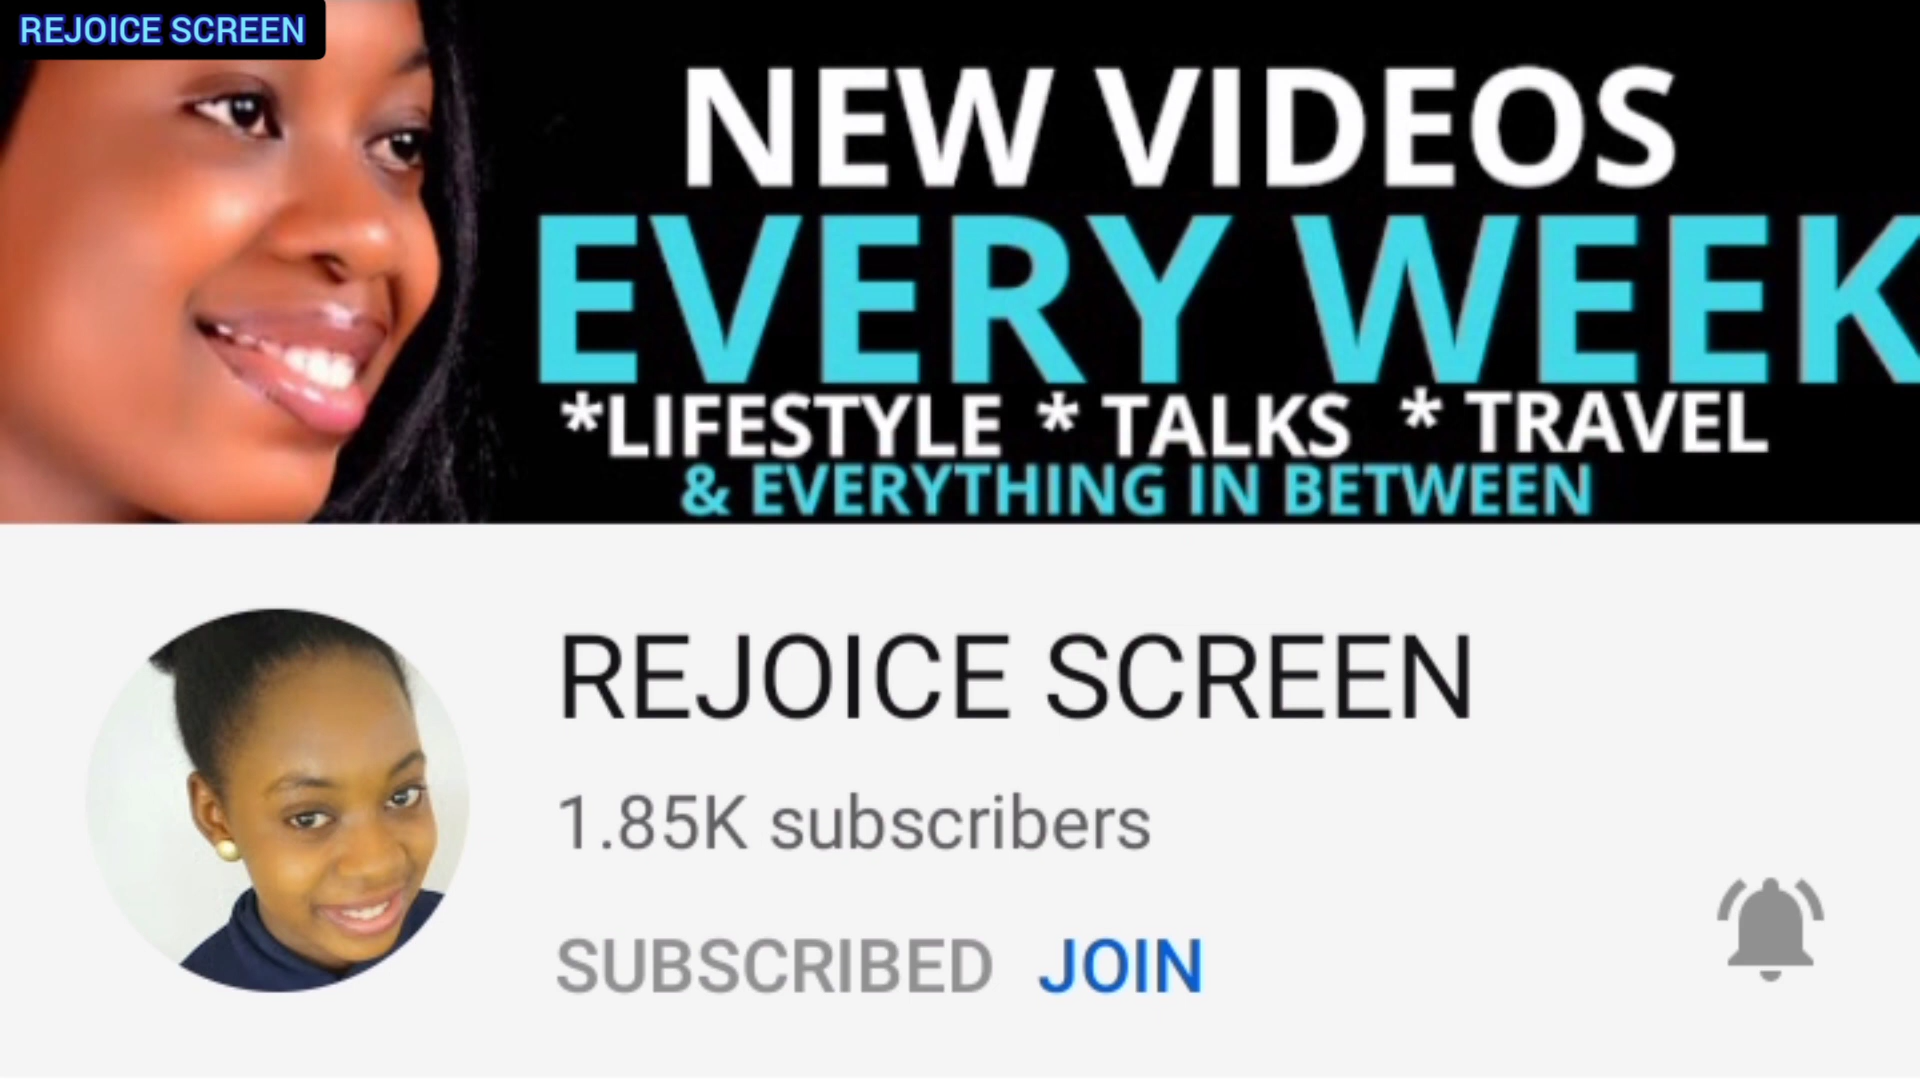 REJOICE SCREEN
NEW VIDEOS
EVERY WEEK
*LIFESTYLE * TALKS * TRAVEL
& EVERYTHING IN BETWEEN
REJOICE SCREEN
1.85K subscribers
SUBSCRIBED JOIN